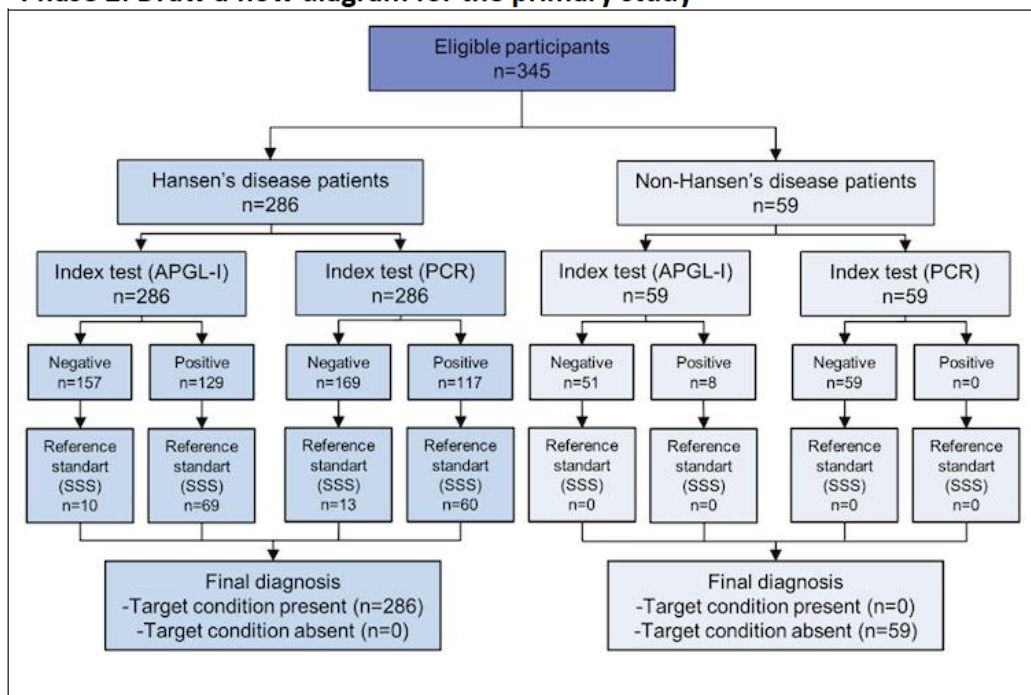 Phase 2: Draw a flow diagram for the primary study
Eligible participants
n=345
Hansen's disease patients
n=286
Non-Hansen's disease patients
n=59
Index test (APGL-I)
n=286
Index test (PCR)
n=286
Index test (APGL-I)
n=59
Index test (PCR)
n=59
Negative
n=157
Positive
n=129
Negative
n=169
Positive
n=117
Negative
n=51
Positive
n=8
Negative
n=59
Positive
n=0
Reference
standart
(SSS)
n=10
Reference
standart
(SSS)
n=69
Reference
standart
(SSS)
n=13
Reference
standart
(SSS)
n=60
Reference
standart
(SSS)
n=0
Reference
standart
(SSS)
n=0
Reference
standart
(SSS)
n=0
Reference
standart
(SSS)
n=0
Final diagnosis
-Target condition present (n=286)
-Target condition absent (n=0)
Final diagnosis
-Target condition present (n=0)
-Target condition absent (n=59)